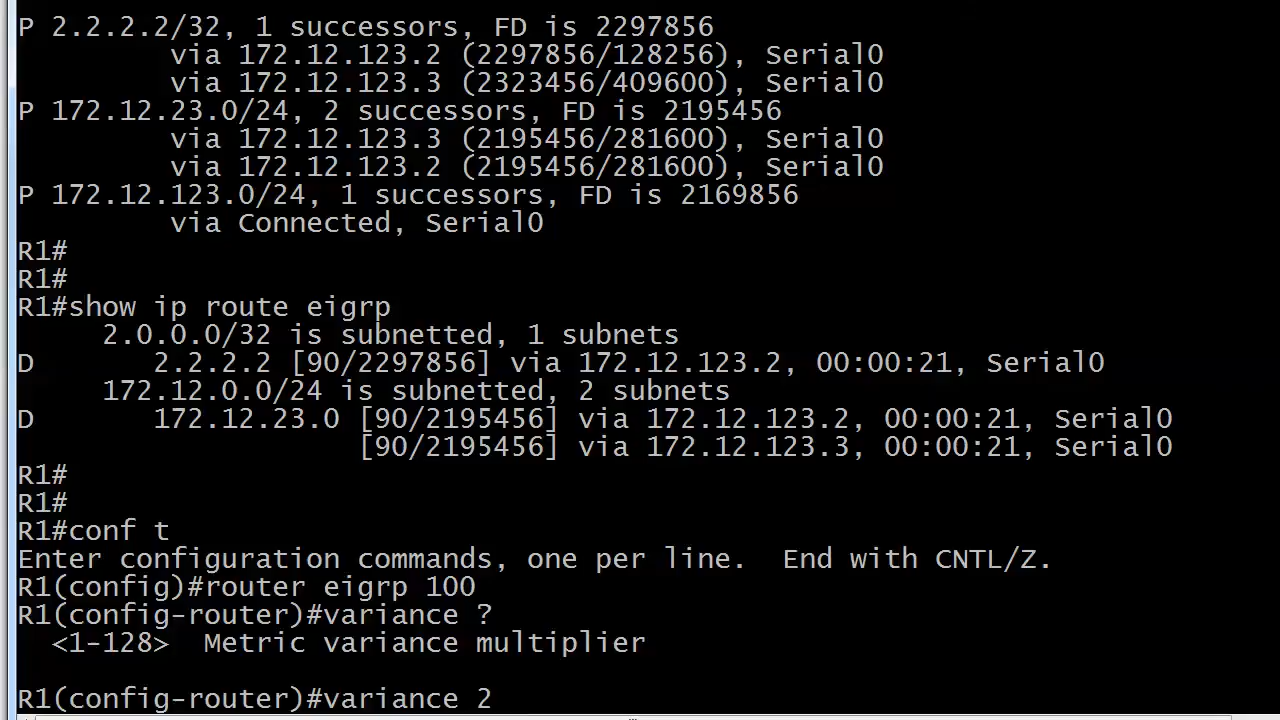 P 2.2.2.2/32, 1 successors, FD is 2297856
via 172.12.123.2 (2297856/128256), Serial0
via 172.12.123.3 (2323456/409600), Serial0
P 172.12.23.0/24, 2 successors, FD is 2195456
via 172.12.123.3 (2195456/281600), Serial0
via 172.12.123.2 (2195456/281600), Serial0
P 172.12.123.0/24, 1 successors, FD is 2169856
via Connected, Serial0
R1#
R1#
R1#show ip route eigrp
2.0.0.0/32 is subnetted, 1 subnets
D 2.2.2.2 [90/2297856] via 172.12.123.2, 00:00:21, Serial0
172.12.0.0/24 is subnetted, 2 subnets
D 172.12.23.0 [90/2195456] via 172.12.123.2, 00:00:21, Serial0
[90/2195456] via 172.12.123.3, 00:00:21, Serial0
R1#
R1#
R1#conf t
Enter configuration commands, one per line. End with CNTL/Z.
R1(config)#router eigrp 100
R1(config-router)#variance ?
<1-128> Metric variance multiplier
R1(config-router)#variance 2